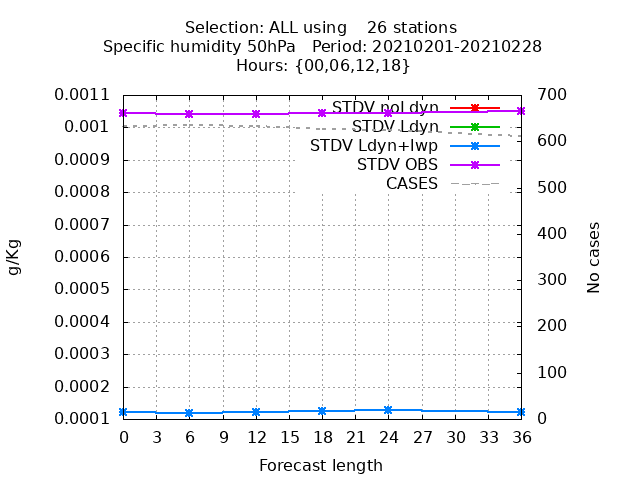 Selection: ALL using    26 stations
Specific humidity 50hPa   Period: 20210201-20210228
Hours: {00,06,12,18}
STDV noLdyn
STDV Ldyn
STDV Ldyn+lwp
STDV OBS
CASES
0.0011
0.001
0.0009
0.0008
0.0007
0.0006
0.0005
0.0004
0.0003
0.0002
0.0001
g/Kg
700
600
500
400
300
200
100
0
No cases
0 3 6 9 12 15 18 21 24 27 30 33 36
Forecast length